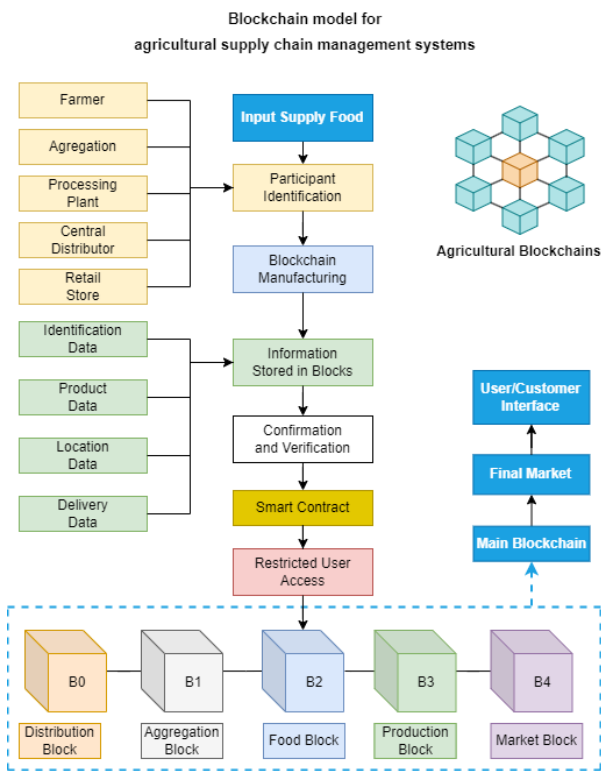 Blockchain model for
agricultural supply chain management systems
Farmer
Agregation
Processing
Plant
Central
Distributor
Retail
Store
Identification
Data
Product
Data
Location
Data
Delivery
Data
Input Supply Food
Participant
Identification
Blockchain
Manufacturing
Information
Stored in Blocks
Confirmation
and Verification
Smart Contract
Restricted User
Access
Agricultural Blockchains
User/Customer
Interface
Final Market
Main Blockchain
B0
B1
B2
B3
B4
Distribution
Block
Aggregation
Block
Food Block
Production
Block
Market Block